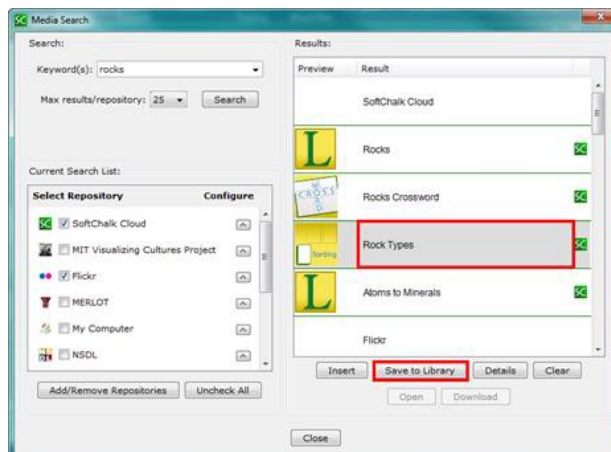 SC Media Search
Search:
Keyword(s): rocks
Max results/repository: 25 Search
Current Search List:
Select Repository Configure
SC SoftChalk Cloud
MIT Visualizing Cultures Project
Flickr
MERLOT
My Computer
NSDL
Add/Remove Repositories Uncheck All
Results:
Preview Result
SoftChalk Cloud
L Rocks SC
CROSS Rocks Crossword SC
Sorting Rock Types SC
L Atoms to Minerals SC
Flickr
Insert Save to Library Details Clear
Open Download
Close